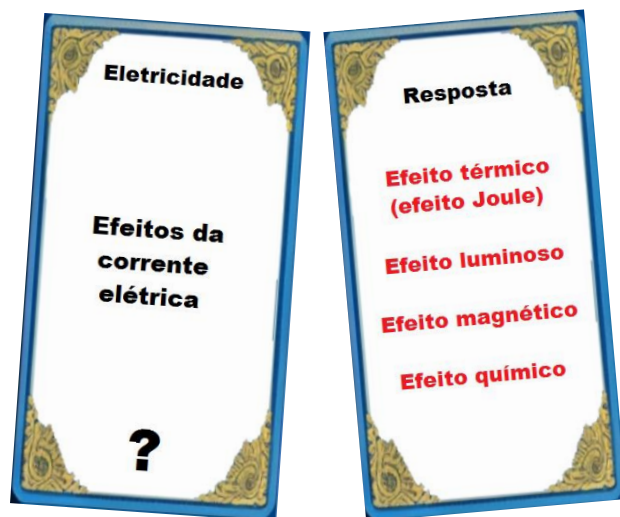 Eletricidade
Efeitos da
corrente
elétrica
?
Resposta
Efeito térmico
(efeito Joule)
Efeito luminoso
Efeito magnético
Efeito químico